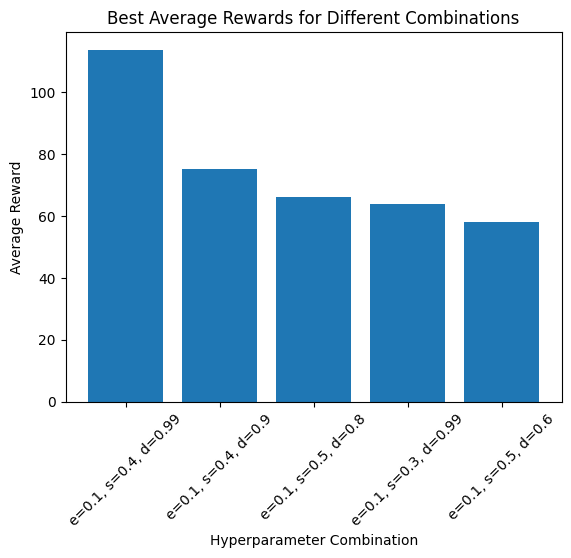 Best Average Rewards for Different Combinations
Average Reward
100
80
60
40
20
0
e=0.1, s=0.4, d=0.99
e=0.1, s=0.4, d=0.9
e=0.1, s=0.5, d=0.8
e=0.1, s=0.3, d=0.99
e=0.1, s=0.5, d=0.6
Hyperparameter Combination